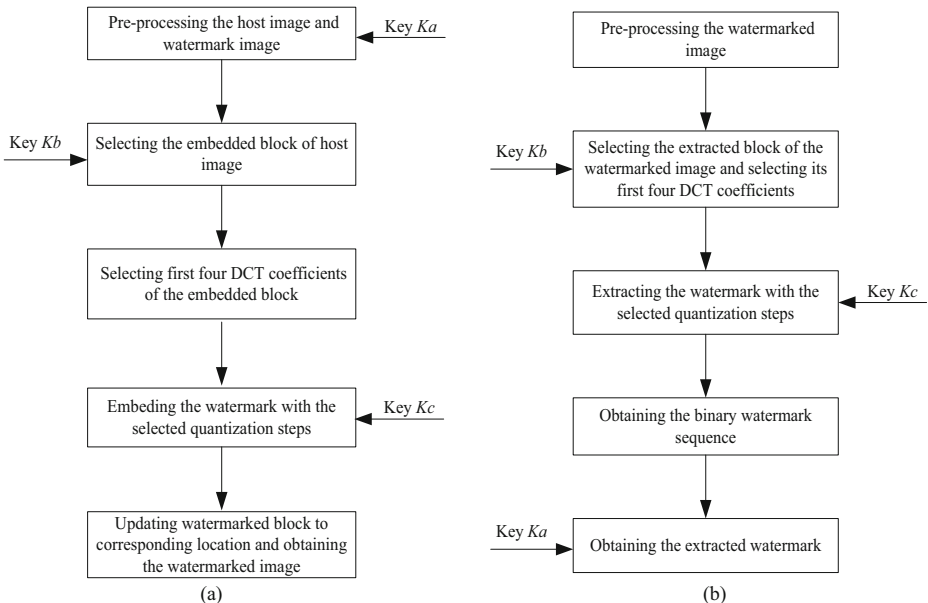 Pre-processing the host image and
watermark image
Key Ka
Key Kb
Selecting the embedded block of host
image
Selecting first four DCT coefficients
of the embedded block
Embeding the watermark with the
selected quantization steps
Key Kc
Updating watermarked block to
corresponding location and obtaining
the watermarked image
(a)
Pre-processing the watermarked
image
Key Kb
Selecting the extracted block of the
watermarked image and selecting its
first four DCT coefficients
Extracting the watermark with the
selected quantization steps
Key Kc
Obtaining the binary watermark
sequence
Key Ka
Obtaining the extracted watermark
(b)